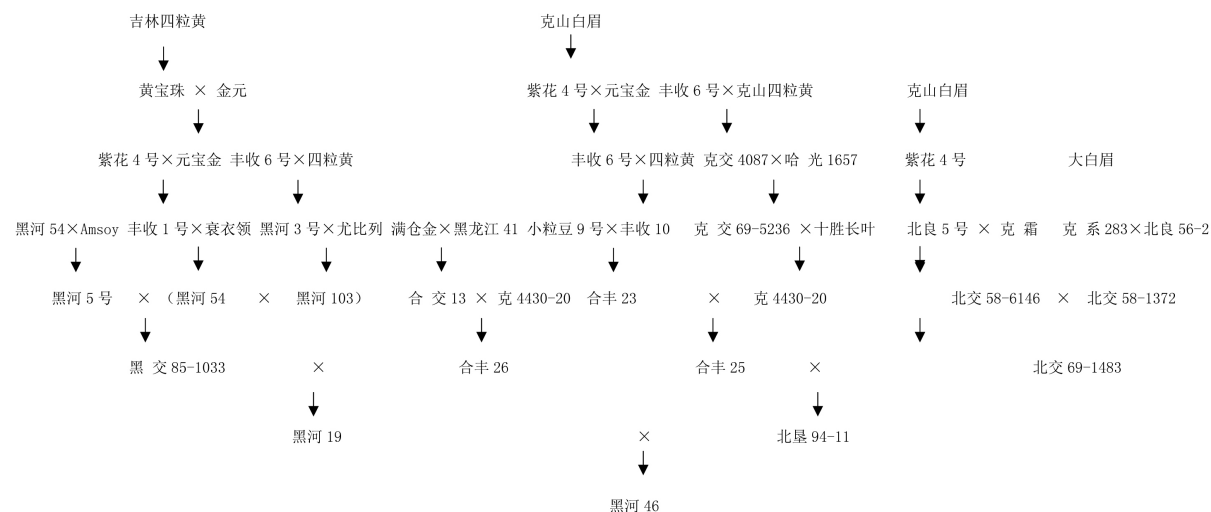 吉林四粒黄 克山白眉
黄宝珠 × 金元 紫花 4 号×元宝金 丰收 6 号×克山四粒黄 克山白眉
紫花 4 号×元宝金 丰收 6 号×四粒黄 丰收 6 号×四粒黄 克交 4087×哈 光 1657 紫花 4 号 大白眉
黑河 54×Amsoy 丰收 1 号×蓑衣领 黑河 3 号×尤比列 满仓金×黑龙江 41 小粒豆 9 号×丰收 10 克 交 69-5236 ×十胜长叶 北良 5 号 × 克 霜 克 系 283×北良 56-2
黑河 5 号 × （黑河 54 × 黑河 103） 合 交 13 × 克 4430-20 合丰 23 × 克 4430-20 北交 58-6146 × 北交 58-1372
黑 交 85-1033 × 合丰 26 合丰 25 × 北交 69-1483
黑河 19 × 北垦 94-11
黑河 46